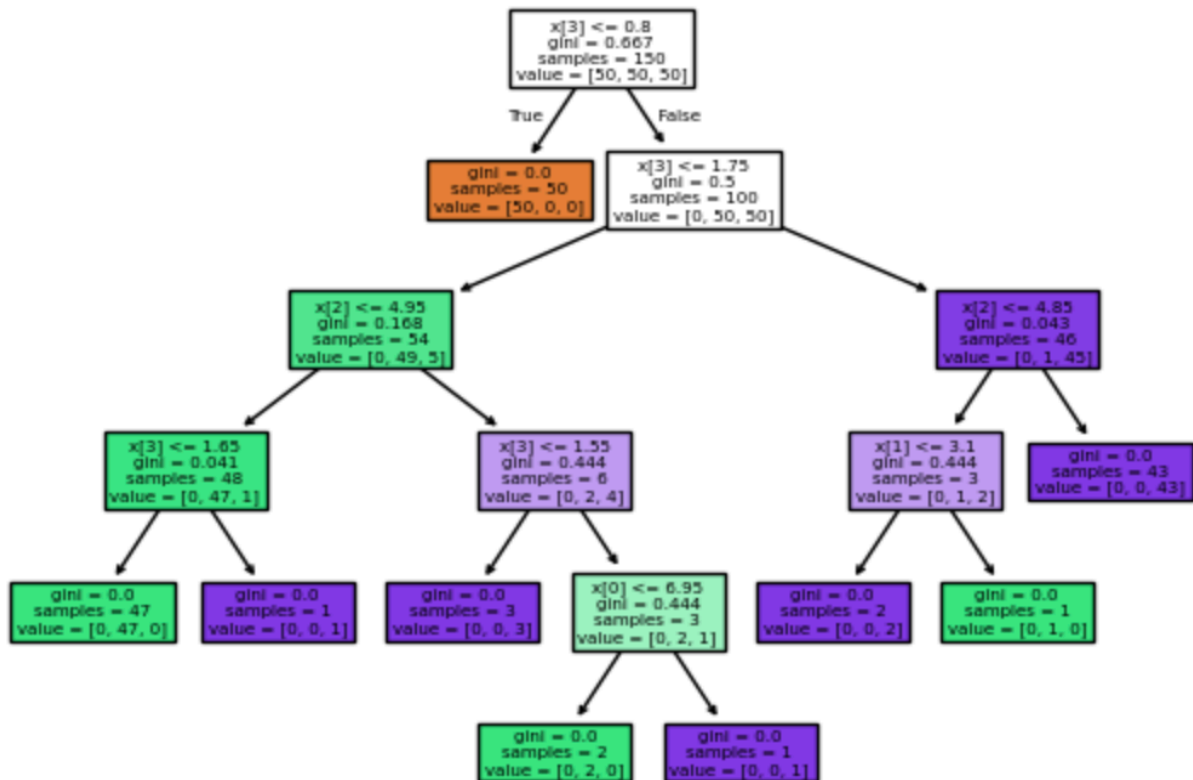 x[3] <= 0.8
gini = 0.667
samples = 150
value = [50, 50, 50]
True
False
gini = 0.0
samples = 50
value = [50, 0, 0]
x[3] <= 1.75
gini = 0.5
samples = 100
value = [0, 50, 50]
x[2] <= 4.95
gini = 0.168
samples = 54
value = [0, 49, 5]
x[2] <= 4.85
gini = 0.043
samples = 46
value = [0, 1, 45]
x[3] <= 1.65
gini = 0.041
samples = 48
value = [0, 47, 1]
x[3] <= 1.55
gini = 0.444
samples = 6
value = [0, 2, 4]
x[1] <= 3.1
gini = 0.444
samples = 3
value = [0, 1, 2]
gini = 0.0
samples = 43
value = [0, 0, 43]
gini = 0.0
samples = 47
value = [0, 47, 0]
gini = 0.0
samples = 1
value = [0, 0, 1]
gini = 0.0
samples = 3
value = [0, 0, 3]
x[0] <= 6.95
gini = 0.444
samples = 3
value = [0, 2, 1]
gini = 0.0
samples = 2
value = [0, 0, 2]
gini = 0.0
samples = 1
value = [0, 1, 0]
gini = 0.0
samples = 2
value = [0, 2, 0]
gini = 0.0
samples = 1
value = [0, 0, 1]